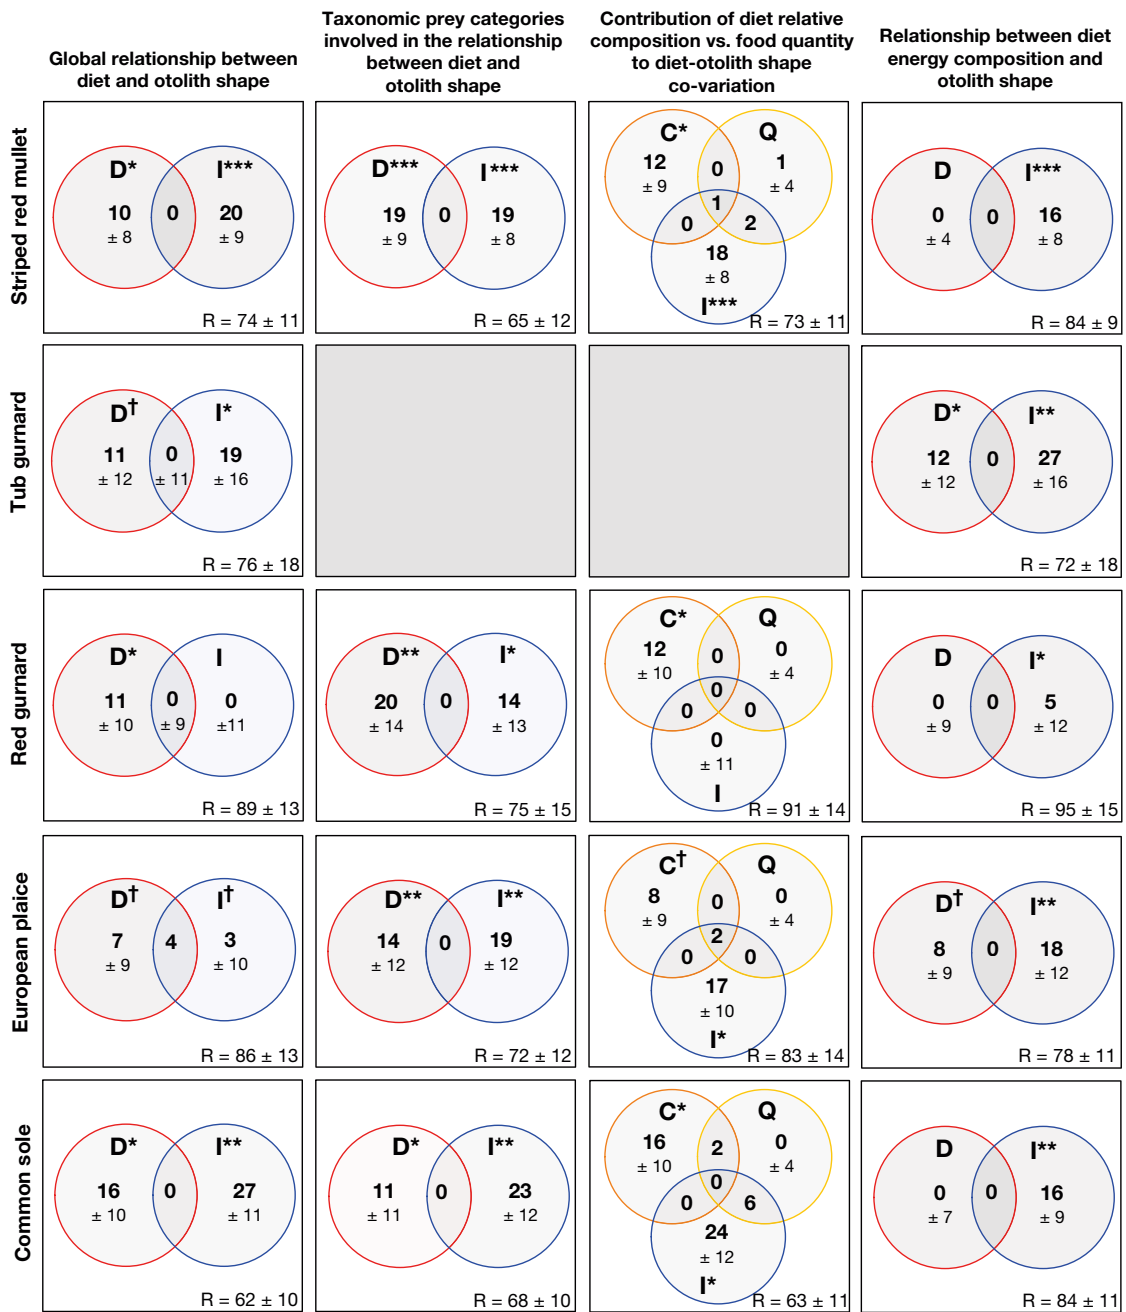 Global relationship between
diet and otolith shape
Taxonomic prey categories
involved in the relationship
between diet and
otolith shape
Contribution of diet relative
composition vs. food quantity
to diet-otolith shape
co-variation
Relationship between diet
energy composition and
otolith shape
Striped red mullet
D* I***
10 0 20
± 8 ± 9
R = 74 ± 11
D*** I***
19 0 19
± 9 ± 8
R = 65 ± 12
C* Q
12 0 1
± 9 ± 4
1
0 2
18
± 8
I***
R = 73 ± 11
D I***
0 0 16
± 4 ± 8
R = 84 ± 9
Tub gurnard
D† I*
11 0 19
± 12 ± 11 ± 16
R = 76 ± 18
D* I**
12 0 27
± 12 ± 16
R = 72 ± 18
Red gurnard
D* I
11 0 0
± 10 ± 9 ±11
R = 89 ± 13
D** I*
20 0 14
± 14 ± 13
R = 75 ± 15
C* Q
12 0 0
± 10 ± 4
0
0 0
0
± 11
I
R = 91 ± 14
D I*
0 0 5
± 9 ± 12
R = 95 ± 15
European plaice
D† I†
7 4 3
± 9 ± 10
R = 86 ± 13
D** I**
14 0 19
± 12 ± 12
R = 72 ± 12
C† Q
8 0 0
± 9 ± 4
2
0 0
17
± 10
I*
R = 83 ± 14
D† I**
8 0 18
± 9 ± 12
R = 78 ± 11
Common sole
D* I**
16 0 27
± 10 ± 11
R = 62 ± 10
D* I**
11 0 23
± 11 ± 12
R = 68 ± 10
C* Q
16 2 0
± 10 ± 4
0
0 6
24
± 12
I*
R = 63 ± 11
D I**
0 0 16
± 7 ± 9
R = 84 ± 11